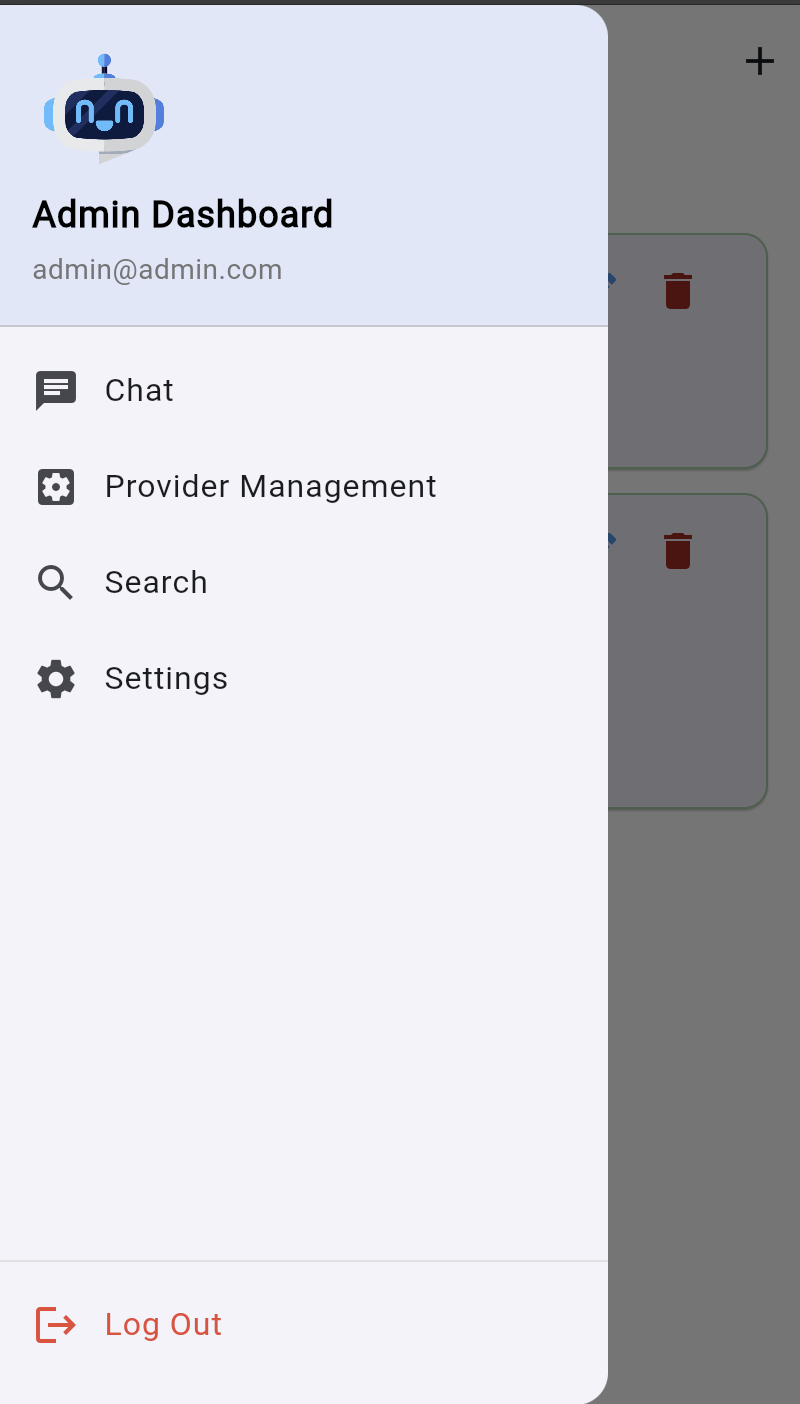 Admin Dashboard
admin@admin.com
Chat
Provider Management
Search
Settings
Log Out